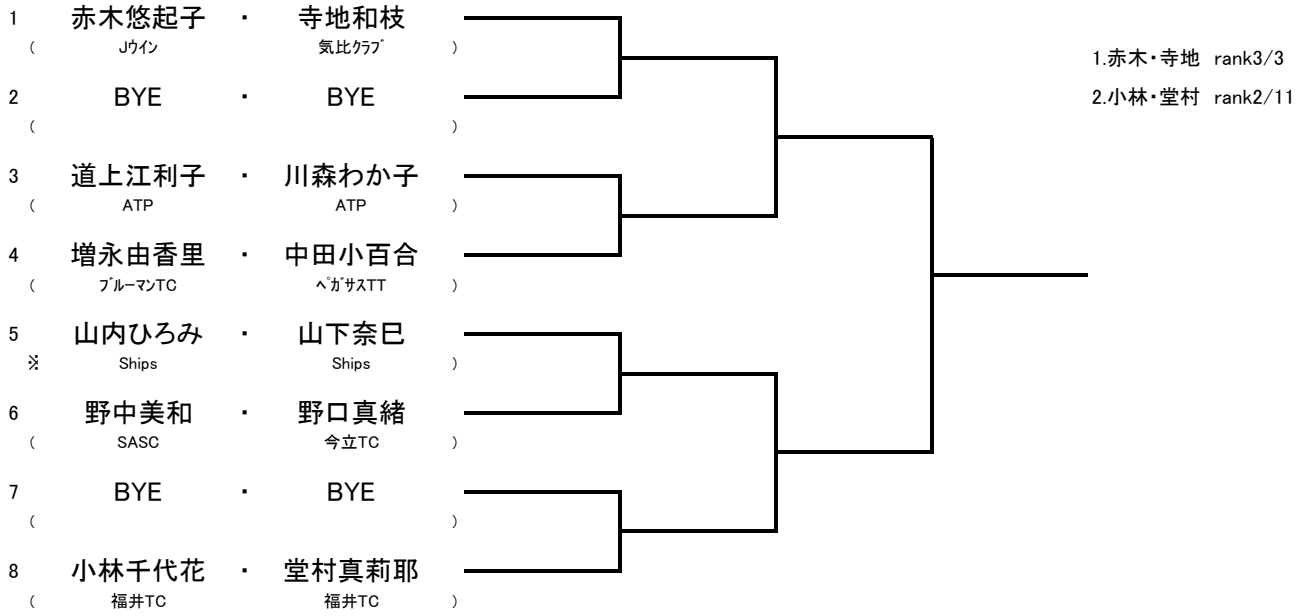 1 赤木悠起子 ・ 寺地和枝
( Jウイン 気比クラブ )
1.赤木・寺地 rank3/3
2 BYE ・ BYE
2.小林・堂村 rank2/11
( )
3 道上江利子 ・ 川森わか子
( ATP ATP )
4 増永由香里 ・ 中田小百合
( ブルーマンTC ペガサスTT )
5 山内ひろみ ・ 山下奈巳
※ Ships Ships )
6 野中美和 ・ 野口真緒
( SASC 今立TC )
7 BYE ・ BYE
( )
8 小林千代花 ・ 堂村真莉耶
( 福井TC 福井TC )